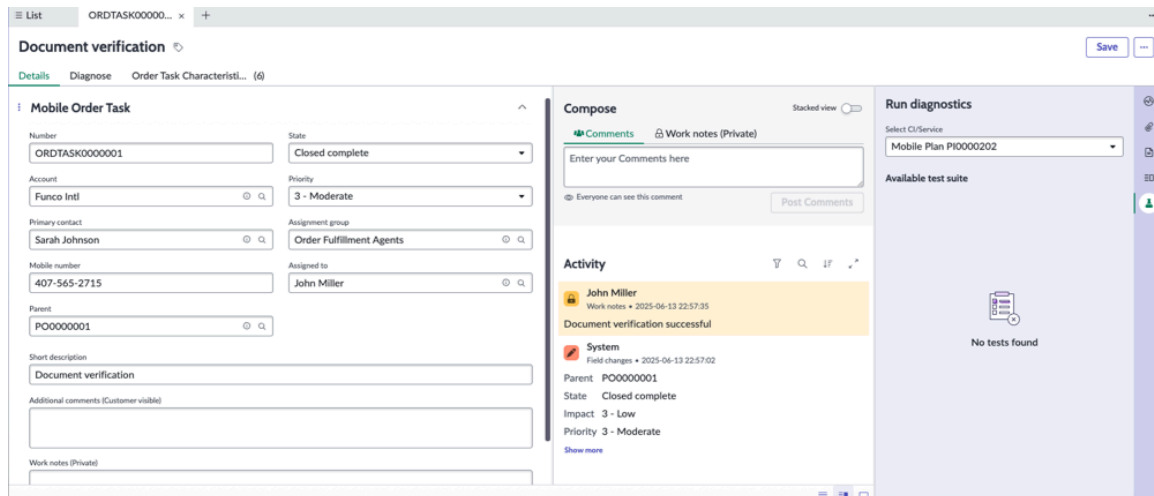 List
ORDTASK00000... × +
Document verification
Save
Details Diagnose Order Task Characteristi... (6)
Mobile Order Task
Number
ORDTASK0000001
State
Closed complete
Account
Funco Intl
Priority
3 - Moderate
Primary contact
Sarah Johnson
Assignment group
Order Fulfillment Agents
Mobile number
407-565-2715
Assigned to
John Miller
Parent
PO0000001
Short description
Document verification
Additional comments (Customer visible)
Work notes (Private)
Compose
Stacked view
Comments Work notes (Private)
Enter your Comments here
Everyone can see this comment
Post Comments
Activity
John Miller
Work notes • 2025-06-13 22:57:35
Document verification successful
System
Field changes • 2025-06-13 22:57:02
Parent PO0000001
State Closed complete
Impact 3 - Low
Priority 3 - Moderate
Show more
Run diagnostics
Select CI/Service
Mobile Plan PI0000202
Available test suite
No tests found